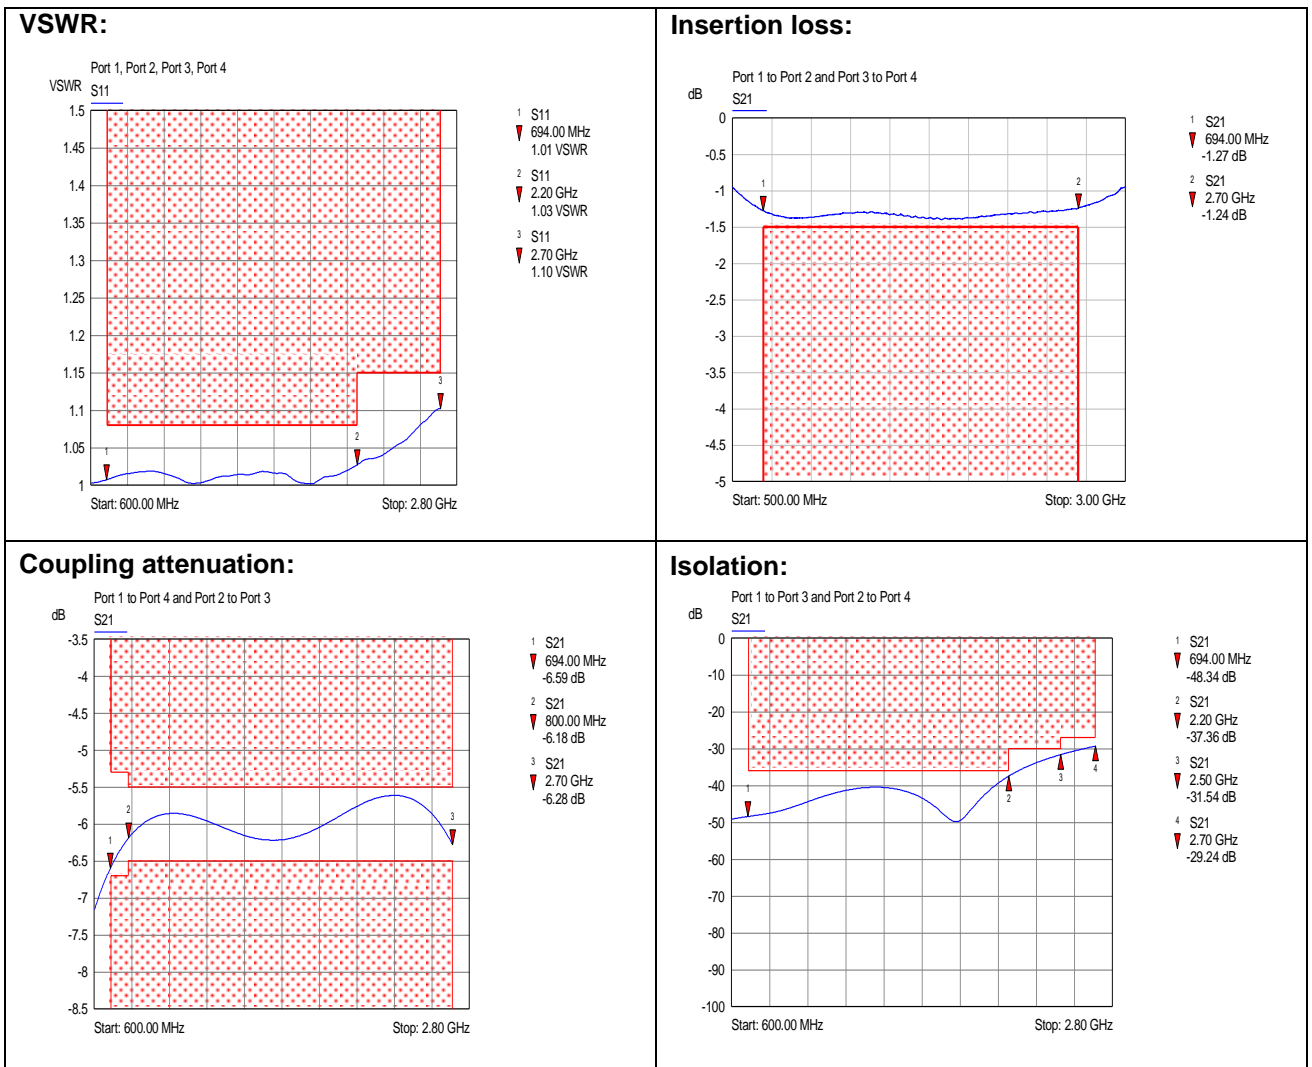 VSWR:
Port 1, Port 2, Port 3, Port 4
VSWR
S11
1.5
1.45
1.4
1.35
1.3
1.25
1.2
1.15
1.1
1.05
1
1
2
3
Start: 600.00 MHz
Stop: 2.80 GHz
1 S11
694.00 MHz
1.01 VSWR
2 S11
2.20 GHz
1.03 VSWR
3 S11
2.70 GHz
1.10 VSWR
Insertion loss:
Port 1 to Port 2 and Port 3 to Port 4
dB
S21
0
-0.5
-1
-1.5
-2
-2.5
-3
-3.5
-4
-4.5
-5
1
2
Start: 500.00 MHz
Stop: 3.00 GHz
1 S21
694.00 MHz
-1.27 dB
2 S21
2.70 GHz
-1.24 dB
Coupling attenuation:
Port 1 to Port 4 and Port 2 to Port 3
dB
S21
-3.5
-4
-4.5
-5
-5.5
-6
-6.5
-7
-7.5
-8
-8.5
1
2
3
Start: 600.00 MHz
Stop: 2.80 GHz
1 S21
694.00 MHz
-6.59 dB
2 S21
800.00 MHz
-6.18 dB
3 S21
2.70 GHz
-6.28 dB
Isolation:
Port 1 to Port 3 and Port 2 to Port 4
dB
S21
0
-10
-20
-30
-40
-50
-60
-70
-80
-90
-100
1
2
3
4
Start: 600.00 MHz
Stop: 2.80 GHz
1 S21
694.00 MHz
-48.34 dB
2 S21
2.20 GHz
-37.36 dB
3 S21
2.50 GHz
-31.54 dB
4 S21
2.70 GHz
-29.24 dB